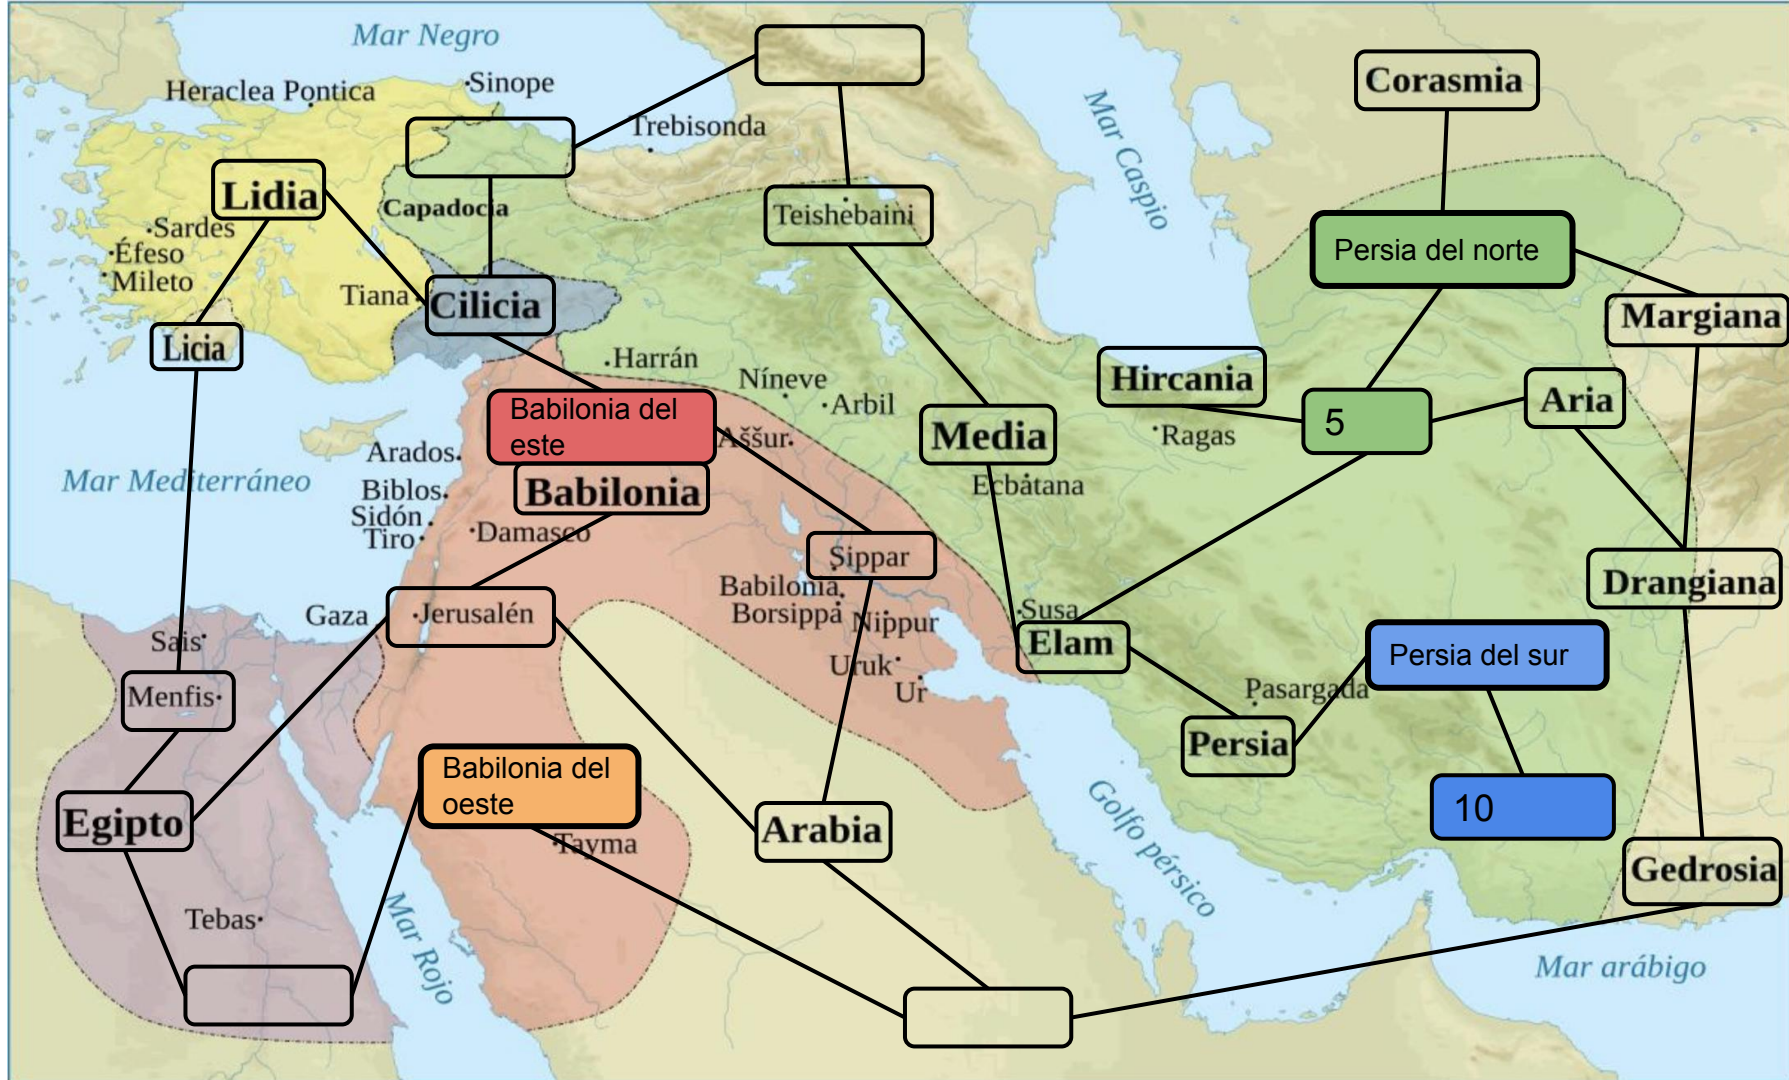 Mar Negro
Sinope
Heraclea Pontica
Trebisonda
Mar Caspio
Corasmia
Lidia
Capadocia
Teishebaini
Sardes
Éfeso
Mileto
Persia del norte
Tiana
Cilicia
Margiana
Licia
Harrán
Níneve
Arbil
Hircania
Aria
Babilonia del
este
Aššur
Media
5
Ragas
Arados
Mar Mediterráneo
Biblos
Babilonia
Ecbatana
Sidón
Tiro
Damasco
Sippar
Drangiana
Babilonia
Borsippa
Nippur
Gaza
Jerusalén
Susa
Sais
Elam
Uruk
Ur
Persia del sur
Menfis
Pasargada
Persia
Babilonia del
oeste
10
Egipto
Tayma
Arabia
Golfo pérsico
Gedrosia
Tebas
Mar Rojo
Mar arábigo